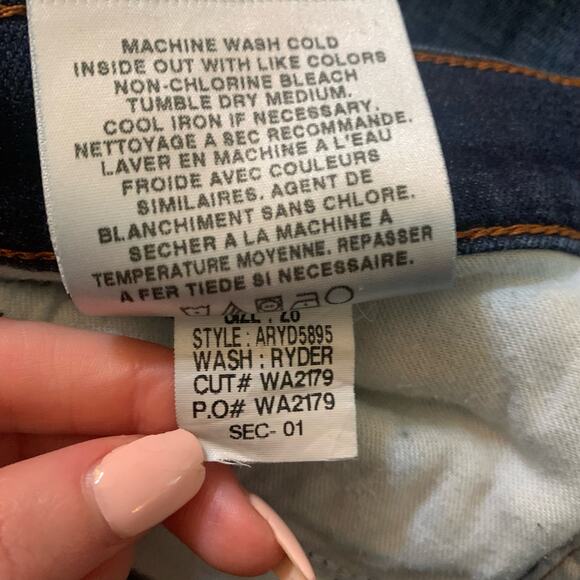 MACHINE WASH COLD
INSIDE OUT WITH LIKE COLORS
NON-CHLORINE BLEACH
TUMBLE DRY MEDIUM.
COOL IRON IF NECESSARY.
NETTOYAGE A SEC RECOMMANDE.
LAVER EN MACHINE A L'EAU
FROIDE AVEC COULEURS
SIMILAIRES. AGENT DE
BLANCHIMENT SANS CHLORE.
SECHER A LA MACHINE A
TEMPERATURE MOYENNE. REPASSER
A FER TIEDE SI NECESSAIRE.
SIZE :
STYLE : ARYD5895
WASH : RYDER
CUT# WA2179
P.O# WA2179
SEC- 01